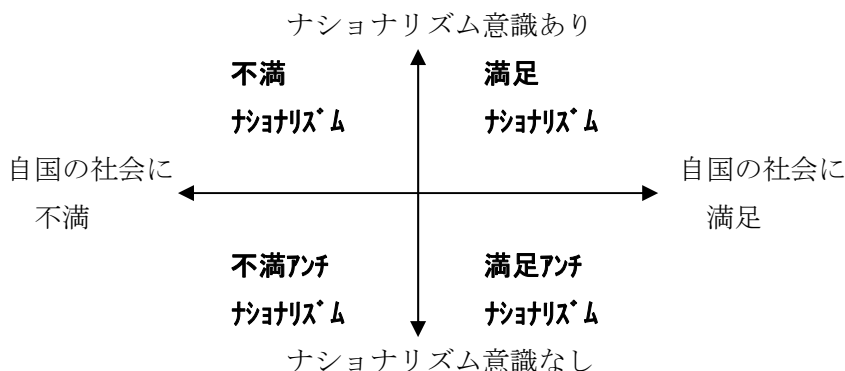 ナショナリズム意識あり
不満 満足
ﾅｼｮﾅﾘｽﾞﾑ ﾅｼｮﾅﾘｽﾞﾑ
自国の社会に 自国の社会に
不満 満足
不満ｱﾝﾁ 満足ｱﾝﾁ
ﾅｼｮﾅﾘｽﾞﾑ ﾅｼｮﾅﾘｽﾞﾑ
ナショナリズム意識なし